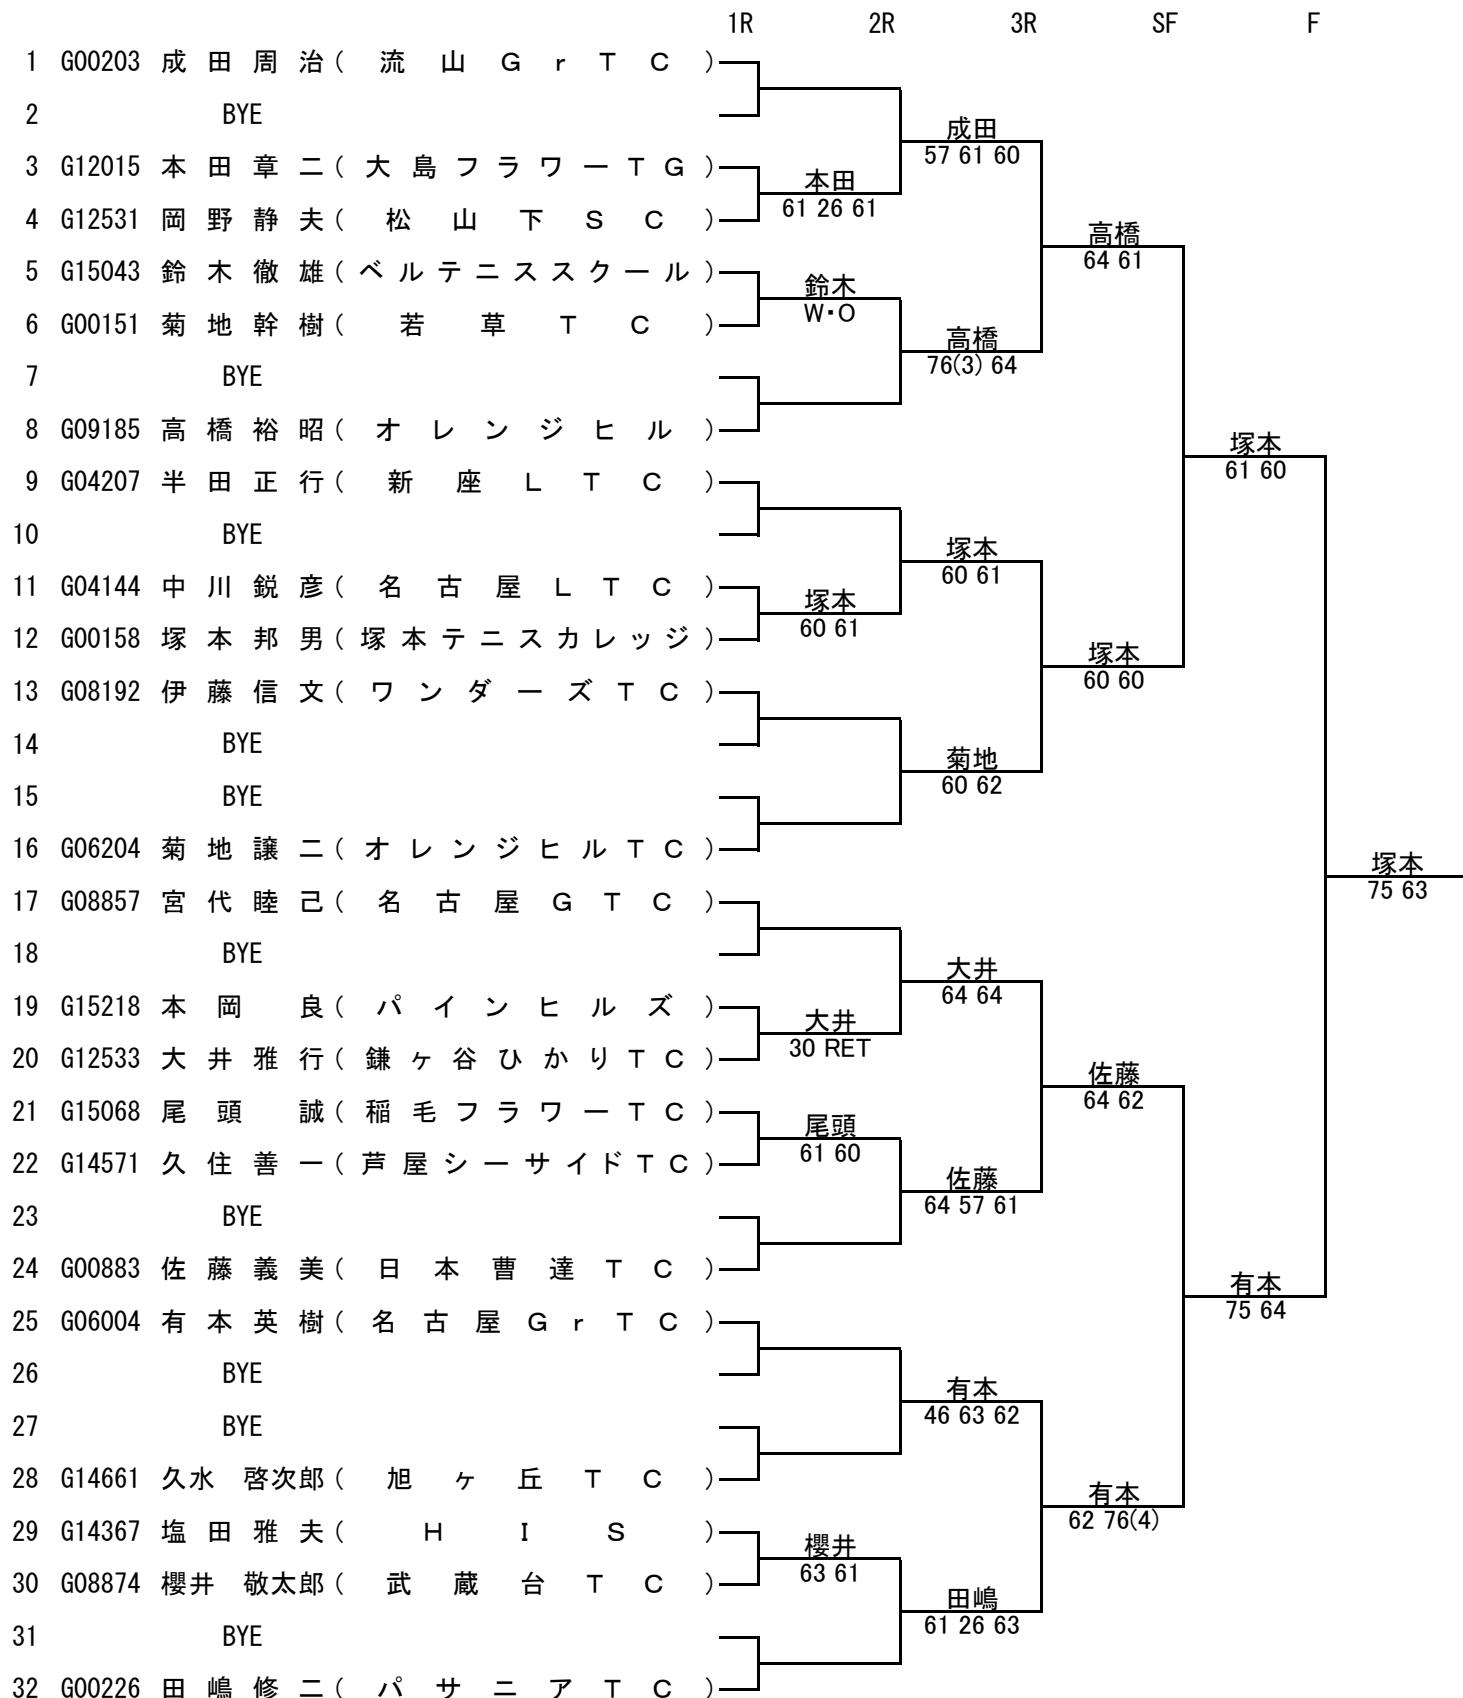 1R 2R 3R SF F
1 G00203 成田周治(流山GrTC)
2 BYE
成田
57 61 60
3 G12015 本田章二(大島フラワーTG)
本田
61 26 61
4 G12531 岡野静夫(松山下SC)
高橋
64 61
5 G15043 鈴木徹雄(ベルテニススクール)
鈴木
W・O
6 G00151 菊地幹樹(若草TC)
高橋
76(3) 64
7 BYE
8 G09185 高橋裕昭(オレンジヒル)
塚本
61 60
9 G04207 半田正行(新座LTC)
10 BYE
塚本
60 61
11 G04144 中川鋭彦(名古屋LTC)
塚本
60 61
12 G00158 塚本邦男(塚本テニスカレッジ)
塚本
60 60
13 G08192 伊藤信文(ワンダーズTC)
14 BYE
菊地
60 62
15 BYE
16 G06204 菊地譲二(オレンジヒルTC)
塚本
75 63
17 G08857 宮代睦己(名古屋GTC)
18 BYE
大井
64 64
19 G15218 本岡 良(パインヒルズ)
大井
30 RET
20 G12533 大井雅行(鎌ヶ谷ひかりTC)
佐藤
64 62
21 G15068 尾頭 誠(稲毛フラワーTC)
尾頭
61 60
22 G14571 久住善一(芦屋シーサイドTC)
佐藤
64 57 61
23 BYE
24 G00883 佐藤義美(日本曹達TC)
有本
75 64
25 G06004 有本英樹(名古屋GrTC)
26 BYE
有本
46 63 62
27 BYE
28 G14661 久水 啓次郎(旭ヶ丘TC)
有本
62 76(4)
29 G14367 塩田雅夫(HIS)
櫻井
63 61
30 G08874 櫻井 敬太郎(武蔵台TC)
田嶋
61 26 63
31 BYE
32 G00226 田嶋修二(パサニアTC)